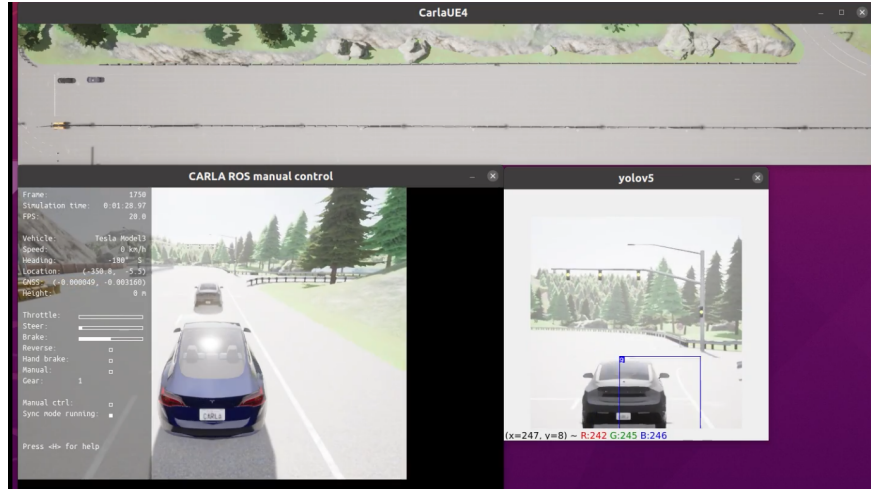 CarlaUE4
CARLA ROS manual control
Frame: 1750
Simulation time: 0:01:28.97
FPS: 20.0
Vehicle: Tesla Model3
Speed: 0 km/h
Heading: -180° S
Location: (-350.8, -5.5)
GNSS: (-0.000049, -0.003160)
Height: 0 m
Throttle:
Steer:
Brake:
Reverse:
Hand brake:
Manual:
Gear: 1
Manual ctrl:
Sync mode running:
Press <H> for help
yolov5
(x=247, y=8) ~ R:242 G:245 B:246